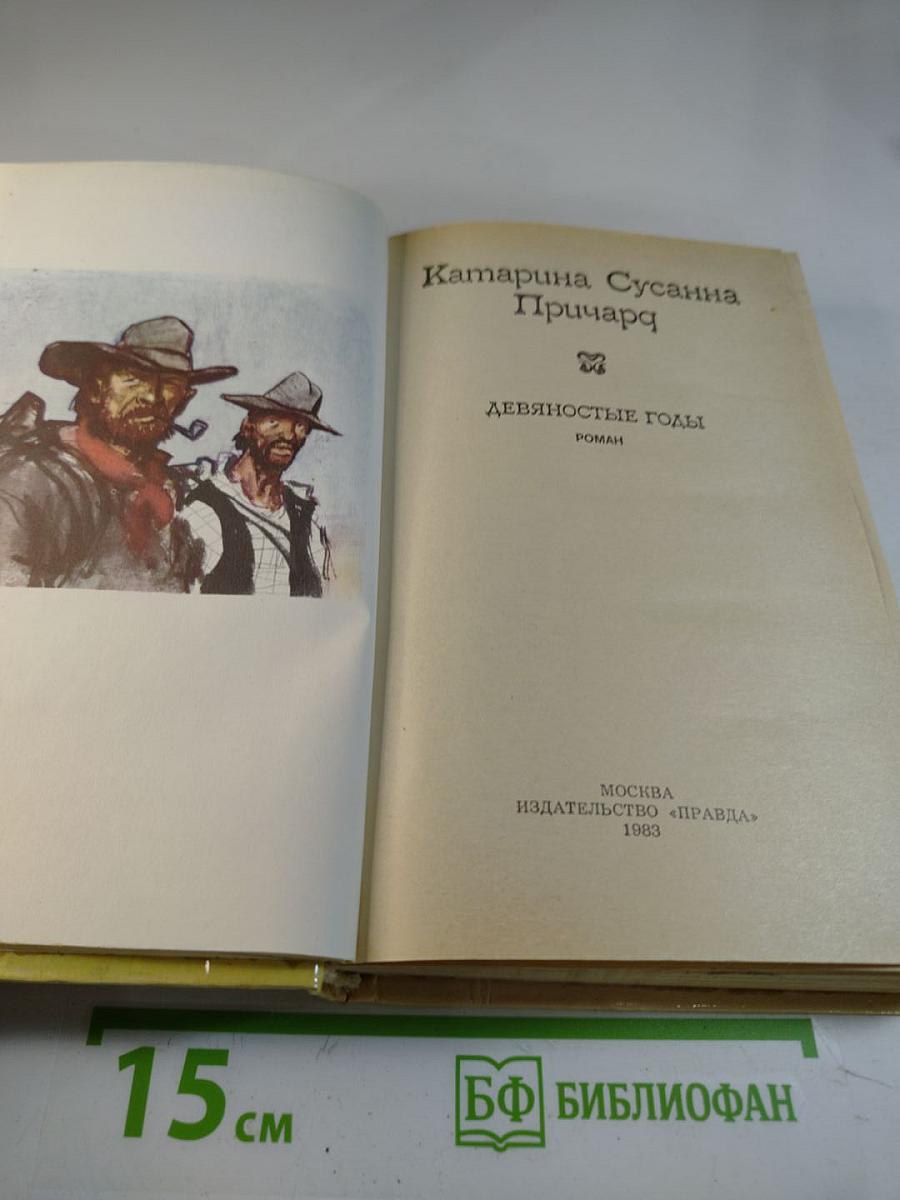 Катарина Сусанна
Причард
ДЕВЯНОСТЫЕ ГОДЫ
РОМАН
МОСКВА
ИЗДАТЕЛЬСТВО «ПРАВДА»
1983
15 см
БФ БИБЛИОФАН